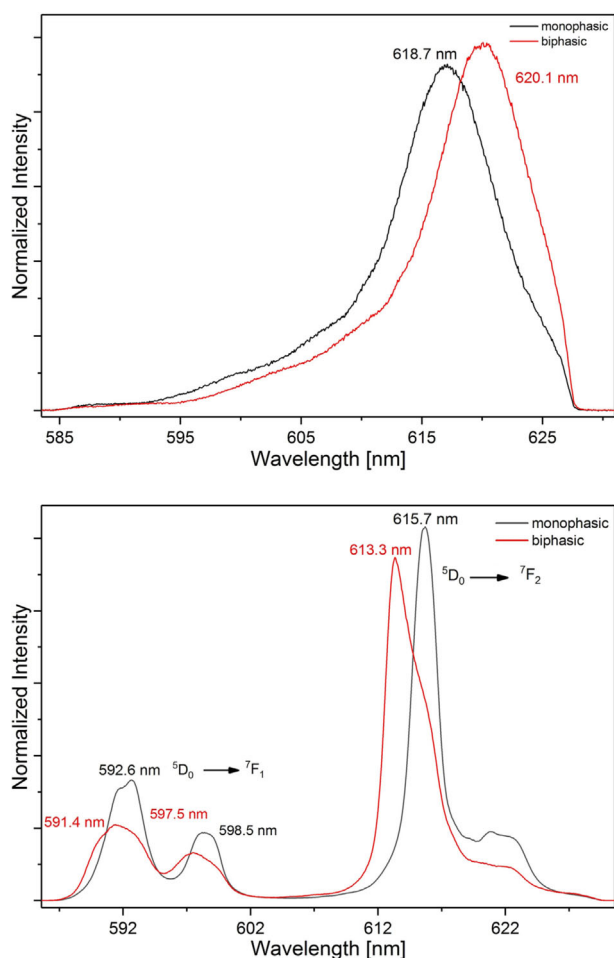 monophasic
biphasic
618.7 nm
620.1 nm
Normalized Intensity
585
595
605
615
625
Wavelength [nm]
615.7 nm
monophasic
biphasic
613.3 nm
⁵D₀ ⟶ ⁷F₂
Normalized Intensity
592.6 nm
⁵D₀ ⟶ ⁷F₁
591.4 nm
597.5 nm
598.5 nm
592
602
612
622
Wavelength [nm]